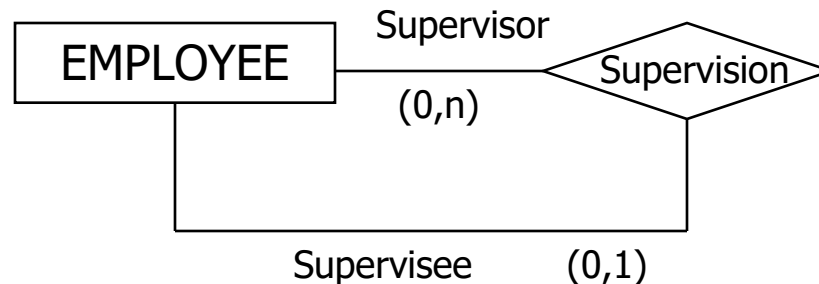 Supervisor
EMPLOYEE
Supervision
(0,n)
Supervisee (0,1)